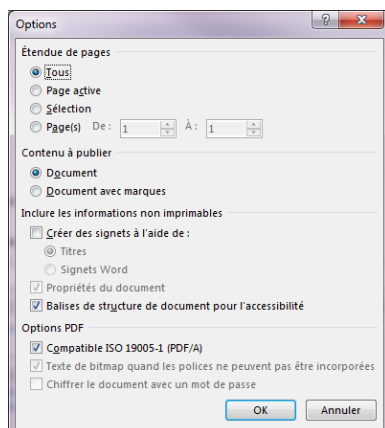 Options
Étendue de pages
Tous
Page active
Sélection
Page(s) De : 1 À : 1
Contenu à publier
Document
Document avec marques
Inclure les informations non imprimables
Créer des signets à l'aide de :
Titres
Signets Word
Propriétés du document
Balises de structure de document pour l'accessibilité
Options PDF
Compatible ISO 19005-1 (PDF/A)
Texte de bitmap quand les polices ne peuvent pas être incorporées
Chiffrer le document avec un mot de passe
OK Annuler